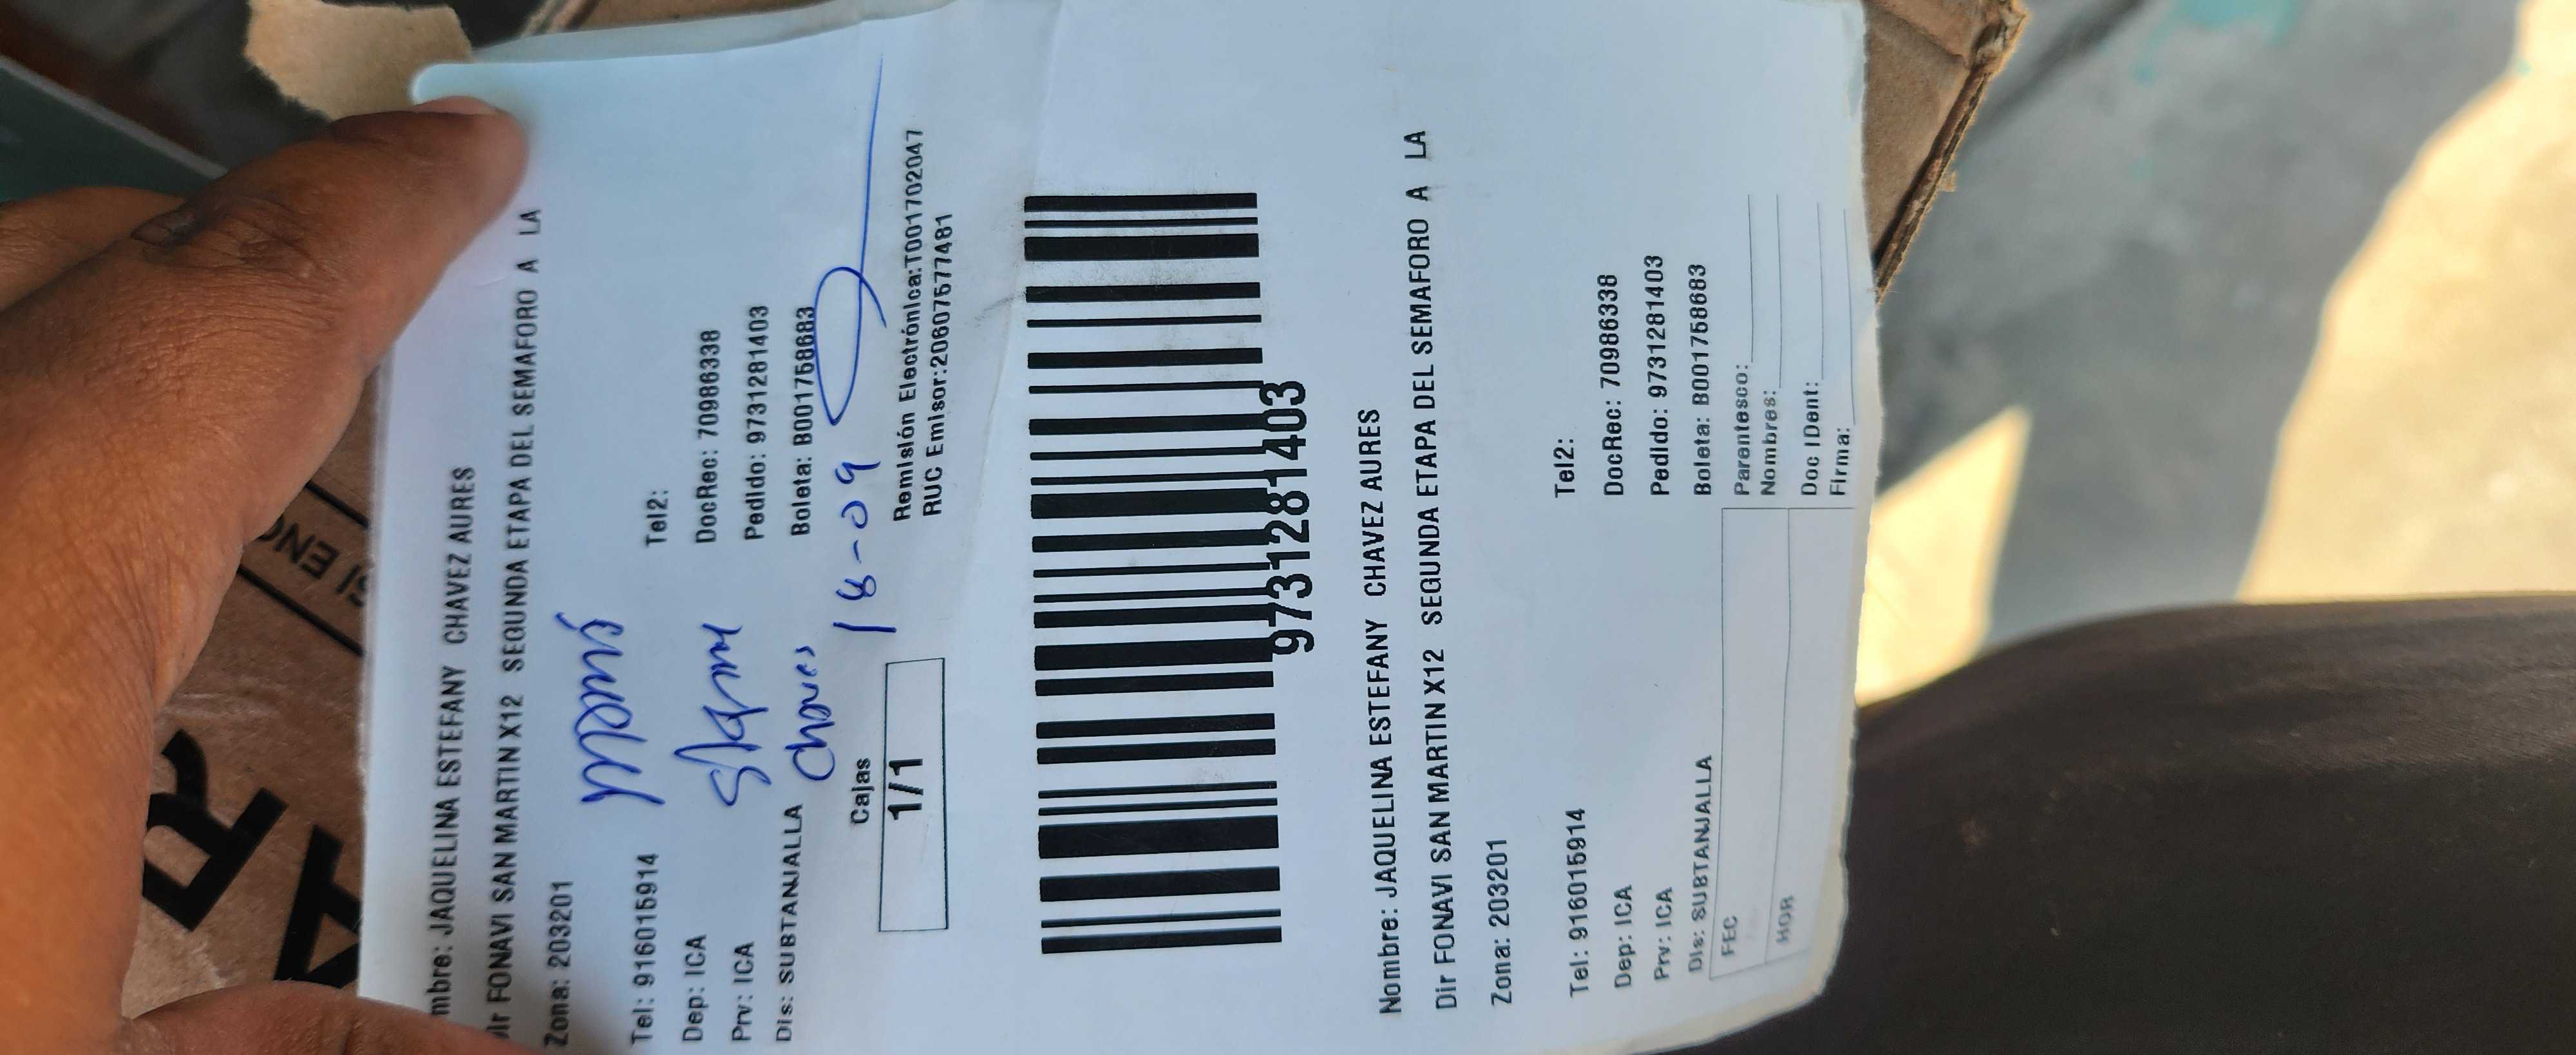 mbre: JAQUELINA ESTEFANY CHAVEZ AURES
Dir FONAVI SAN MARTIN X12 SEGUNDA ETAPA DEL SEMAFORO A LA
Zona: 203201
Tel: 916015914 Tel2:
Dep: ICA DocRec: 70986338
Prv: ICA Pedido: 9731281403
Dis: SUBTANJALLA Boleta: B001758683
Chaves
18-09
Cajas
1/1
Remisión Electrónica:T001702047
RUC Emisor:20607577481
9731281403
Nombre: JAQUELINA ESTEFANY CHAVEZ AURES
Dir FONAVI SAN MARTIN X12 SEGUNDA ETAPA DEL SEMAFORO A LA
Zona: 203201
Tel: 916015914 Tel2:
Dep: ICA DocRec: 70986338
Prv: ICA Pedido: 9731281403
Dis: SUBTANJALLA Boleta: B001758683
FEC
HOR
Parentesco:
Nombres:
Doc IDent:
Firma:
SI ENC
R
A